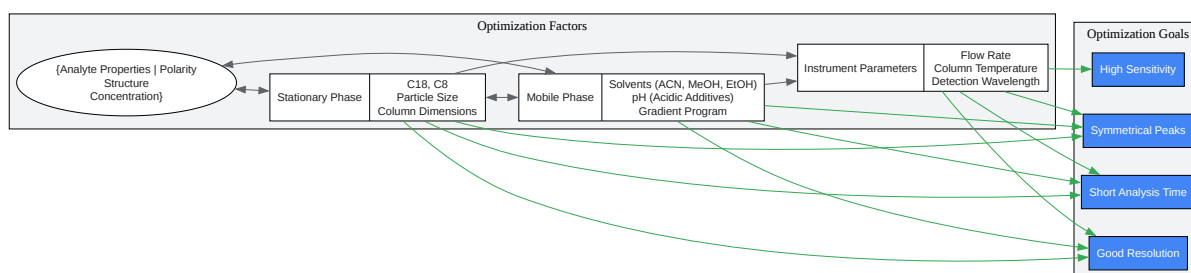 Optimization Factors
{Analyte Properties | Polarity
Structure
Concentration}
Stationary Phase
C18, C8
Particle Size
Column Dimensions
Mobile Phase
Solvents (ACN, MeOH, EtOH)
pH (Acidic Additives)
Gradient Program
Instrument Parameters
Flow Rate
Column Temperature
Detection Wavelength
Optimization Goals
High Sensitivity
Symmetrical Peaks
Short Analysis Time
Good Resolution